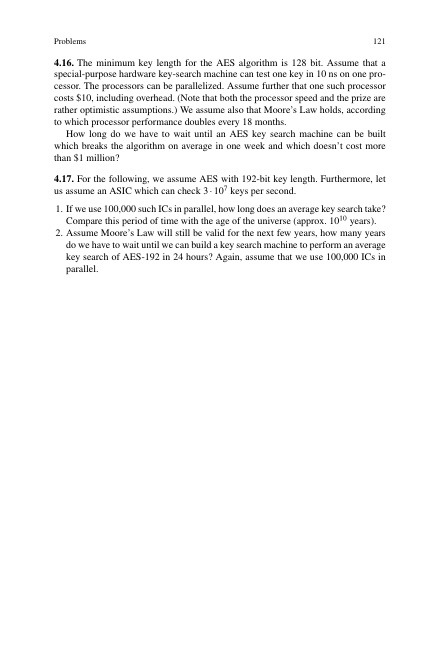 Problems 121
4.16. The minimum key length for the AES algorithm is 128 bit. Assume that a
special-purpose hardware key-search machine can test one key in 10 ns on one pro-
cessor. The processors can be parallelized. Assume further that one such processor
costs $10, including overhead. (Note that both the processor speed and the prize are
rather optimistic assumptions.) We assume also that Moore's Law holds, according
to which processor performance doubles every 18 months.
How long do we have to wait until an AES key search machine can be built
which breaks the algorithm on average in one week and which doesn't cost more
than $1 million?
4.17. For the following, we assume AES with 192-bit key length. Furthermore, let
us assume an ASIC which can check 3 · 10⁷ keys per second.
1. If we use 100,000 such ICs in parallel, how long does an average key search take?
Compare this period of time with the age of the universe (approx. 10¹⁰ years).
2. Assume Moore's Law will still be valid for the next few years, how many years
do we have to wait until we can build a key search machine to perform an average
key search of AES-192 in 24 hours? Again, assume that we use 100,000 ICs in
parallel.